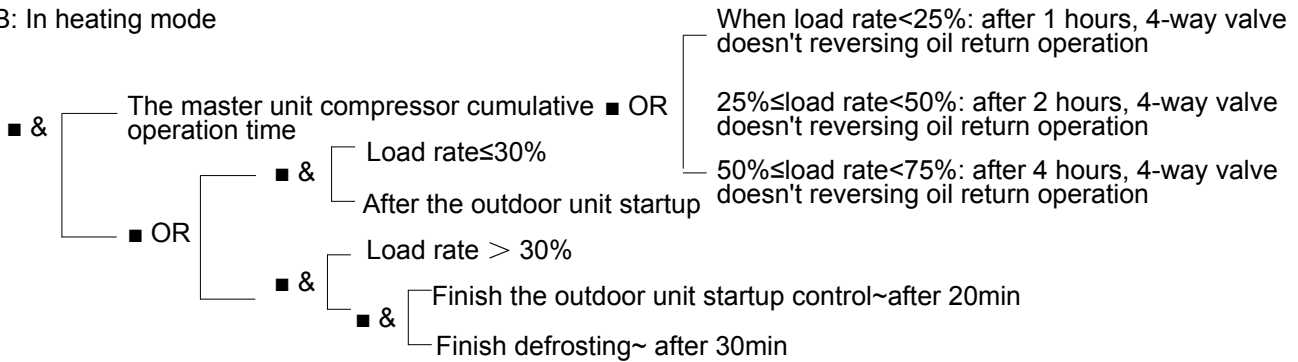 B: In heating mode
When load rate<25%: after 1 hours, 4-way valve
doesn't reversing oil return operation
■ &
The master unit compressor cumulative
operation time
■ OR
25%≤load rate<50%: after 2 hours, 4-way valve
doesn't reversing oil return operation
50%≤load rate<75%: after 4 hours, 4-way valve
doesn't reversing oil return operation
■ OR
■ &
Load rate≤30%
After the outdoor unit startup
■ &
Load rate > 30%
■ &
Finish the outdoor unit startup control~after 20min
Finish defrosting~ after 30min